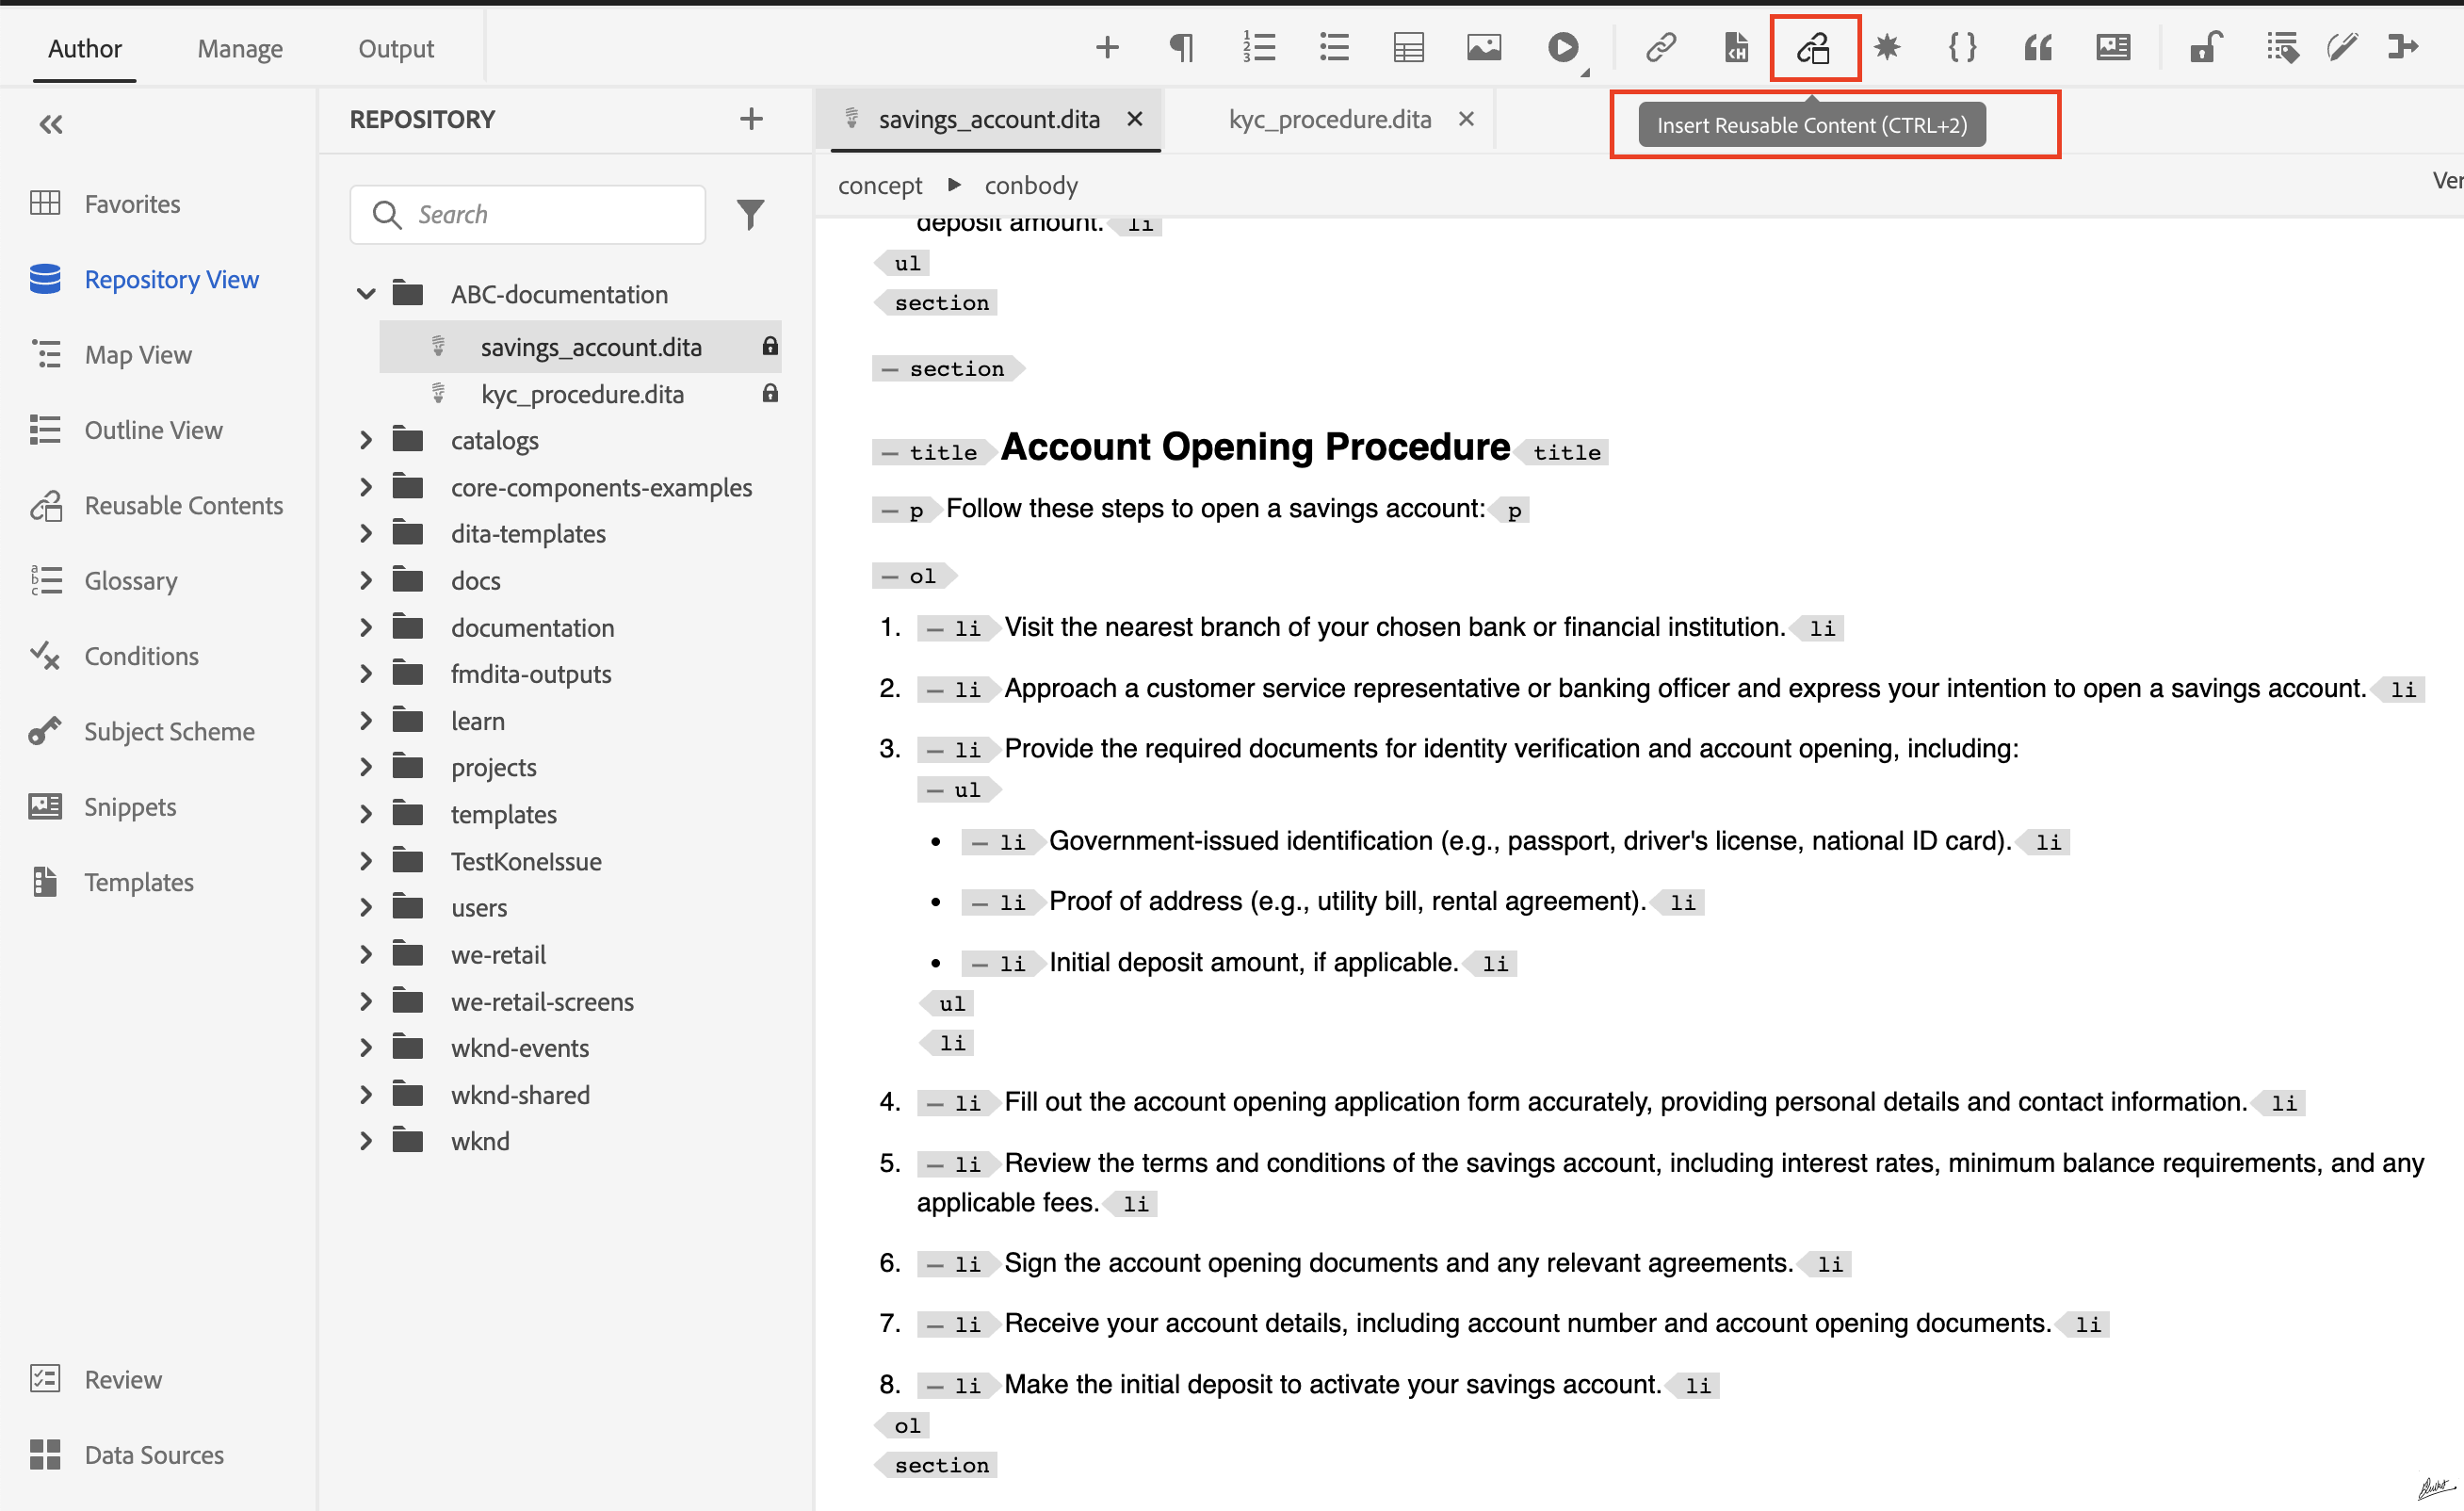 Author Manage Output
Insert Reusable Content (CTRL+2)
Favorites
Repository View
Map View
Outline View
Reusable Contents
Glossary
Conditions
Subject Scheme
Snippets
Templates
Review
Data Sources
REPOSITORY
Search
ABC-documentation
savings_account.dita
kyc_procedure.dita
catalogs
core-components-examples
dita-templates
docs
documentation
fmdita-outputs
learn
projects
templates
TestKoneIssue
users
we-retail
we-retail-screens
wknd-events
wknd-shared
wknd
savings_account.dita kyc_procedure.dita
concept conbody
Ver
deposit amount. li
ul
section
section
title Account Opening Procedure title
p Follow these steps to open a savings account: p
ol
1. li Visit the nearest branch of your chosen bank or financial institution. li
2. li Approach a customer service representative or banking officer and express your intention to open a savings account. li
3. li Provide the required documents for identity verification and account opening, including:
ul
• li Government-issued identification (e.g., passport, driver's license, national ID card). li
• li Proof of address (e.g., utility bill, rental agreement). li
• li Initial deposit amount, if applicable. li
ul
li
4. li Fill out the account opening application form accurately, providing personal details and contact information. li
5. li Review the terms and conditions of the savings account, including interest rates, minimum balance requirements, and any
applicable fees. li
6. li Sign the account opening documents and any relevant agreements. li
7. li Receive your account details, including account number and account opening documents. li
8. li Make the initial deposit to activate your savings account. li
ol
section